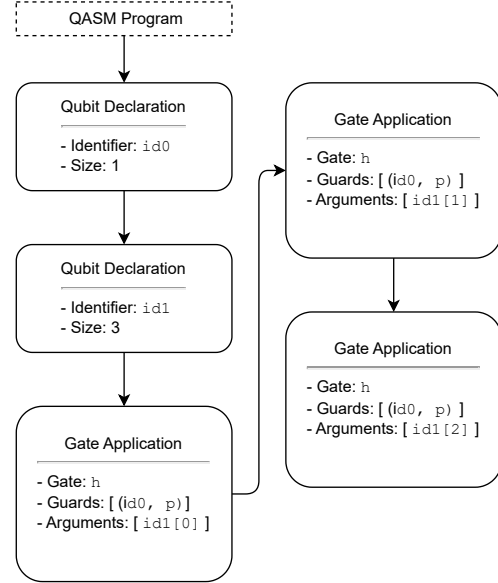 QASM Program
Qubit Declaration
- Identifier: id0
- Size: 1
Qubit Declaration
- Identifier: id1
- Size: 3
Gate Application
- Gate: h
- Guards: [ (id0, p)]
- Arguments: [ id1[0] ]
Gate Application
- Gate: h
- Guards: [ (id0, p) ]
- Arguments: [ id1[1] ]
Gate Application
- Gate: h
- Guards: [ (id0, p) ]
- Arguments: [ id1[2] ]